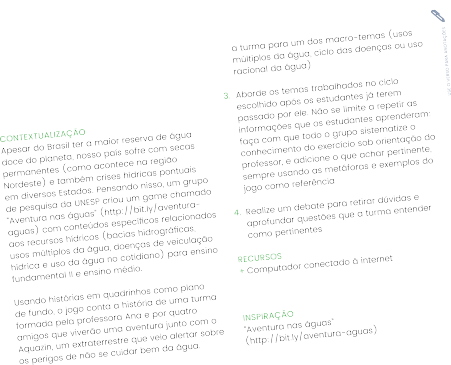 CONTEXTUALIZAÇÃO
Apesar do Brasil ter a maior reserva de água
doce do planeta, nosso país sofre com secas
permanentes (como acontece na região
Nordeste) e também crises hídricas pontuais
em diversos Estados. Pensando nisso, um grupo
de pesquisa da UNESP criou um game chamado
"Aventura nas águas" (http://bit.ly/aventura-
aguas) com conteúdos específicos relacionados
aos recursos hídricos (bacias hidrográficas,
usos múltiplos da água, doenças de veiculação
hídrica e uso da água no cotidiano) para ensino
fundamental II e ensino médio.
Usando histórias em quadrinhos como plano
de fundo, o jogo conta a história de uma turma
formada pela professora Ana e por quatro
amigos que viverão uma aventura junto com o
Aquazin, um extraterrestre que veio alertar sobre
os perigos de não se cuidar bem da água.
a turma para um dos macro-temas (usos
múltiplos da água, ciclo das doenças ou uso
racional da água)
3. Aborde os temas trabalhados no ciclo
escolhido após os estudantes já terem
passado por ele. Não se limite a repetir as
informações que os estudantes aprenderam:
faça com que todo o grupo sistematize o
conhecimento do exercício sob orientação do
professor, e adicione o que achar pertinente,
sempre usando as metáforas e exemplos do
jogo como referência.
4. Realize um debate para retirar dúvidas e
aprofundar questões que a turma entender
como pertinentes.
RECURSOS
+ Computador conectado à internet
INSPIRAÇÃO
"Aventura nas águas"
(http://bit.ly/aventura-aguas)